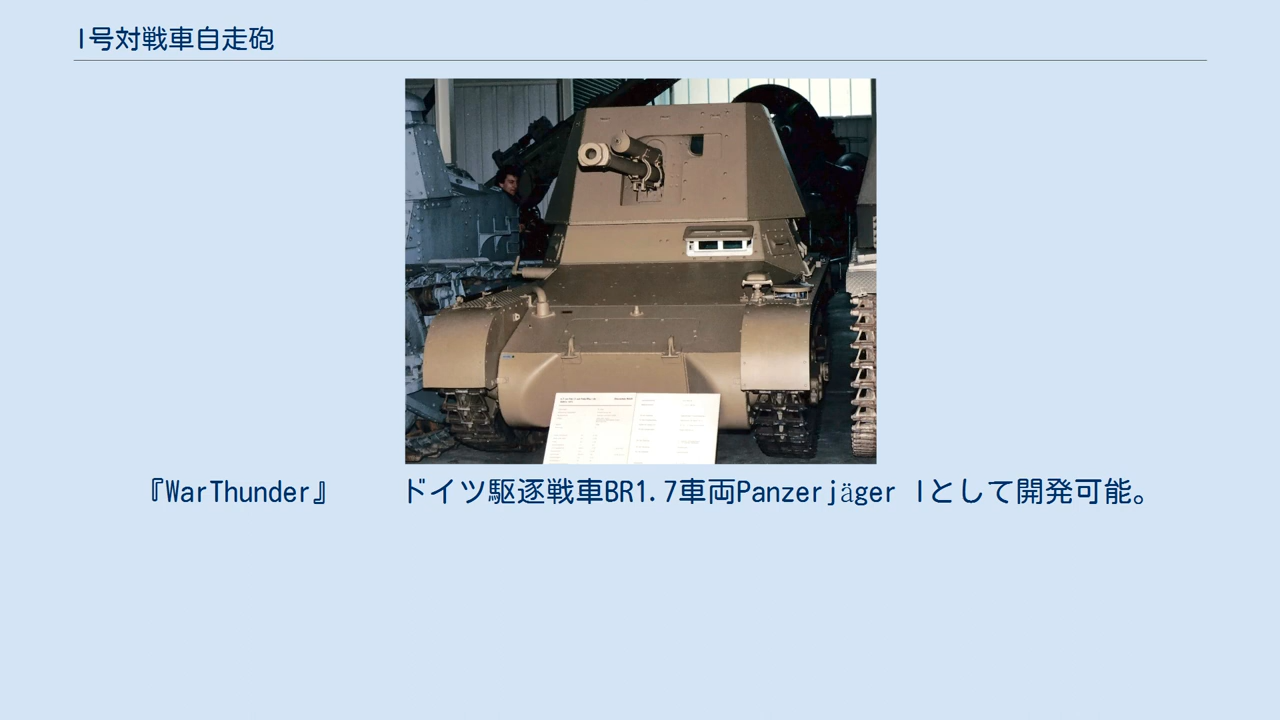 I号対戦車自走砲
『WarThunder』　　ドイツ駆逐戦車BR1.7車両Panzerjäger Iとして開発可能。